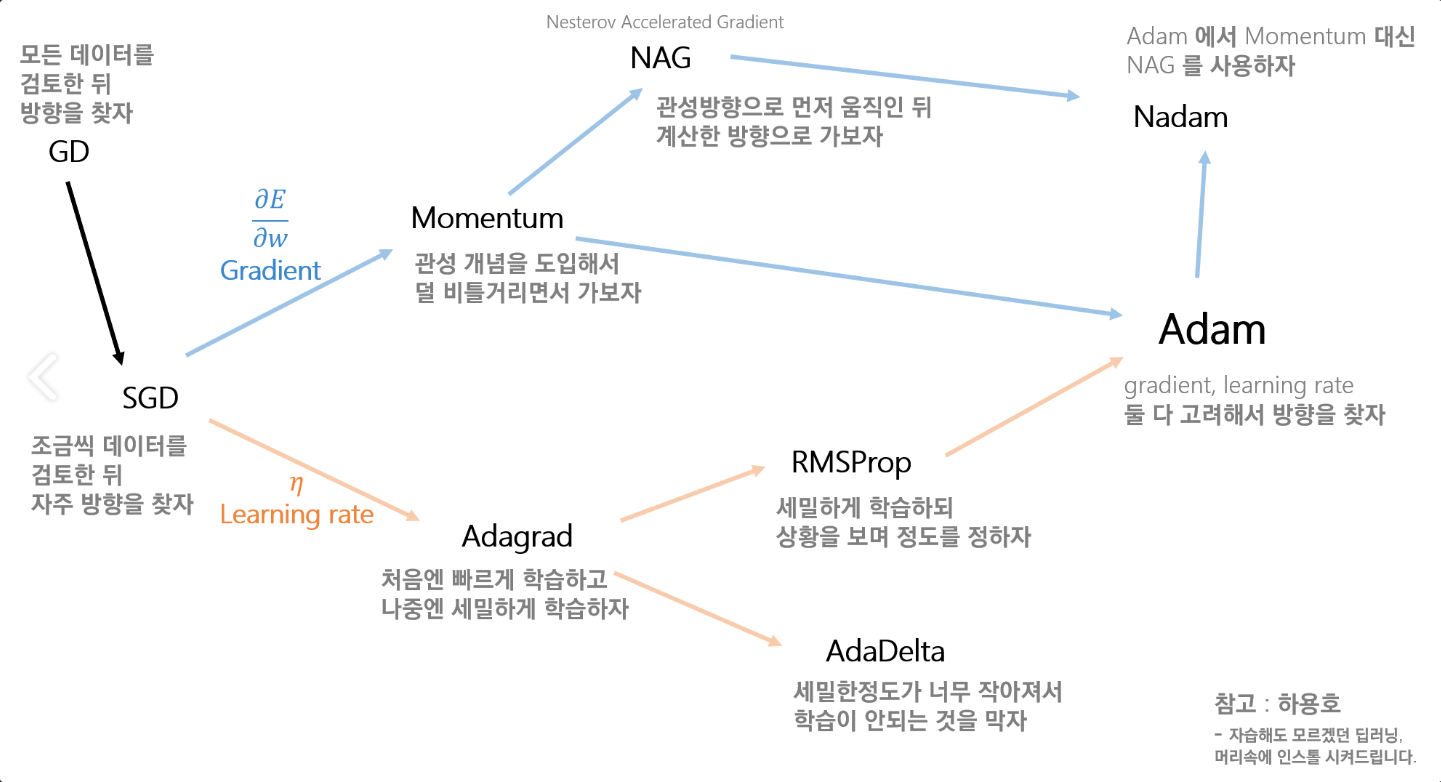 모든 데이터를
검토한 뒤
방향을 찾자
GD
Nesterov Accelerated Gradient
NAG
관성방향으로 먼저 움직인 뒤
계산한 방향으로 가보자
Adam 에서 Momentum 대신
NAG 를 사용하자
Nadam
∂E
∂w
Gradient
Momentum
관성 개념을 도입해서
덜 비틀거리면서 가보자
Adam
gradient, learning rate
둘 다 고려해서 방향을 찾자
SGD
조금씩 데이터를
검토한 뒤
자주 방향을 찾자
η
Learning rate
Adagrad
처음엔 빠르게 학습하고
나중엔 세밀하게 학습하자
RMSProp
세밀하게 학습하되
상황을 보며 정도를 정하자
AdaDelta
세밀한정도가 너무 작아져서
학습이 안되는 것을 막자
참고 : 하용호
- 자습해도 모르겠던 딥러닝,
머리속에 인스톨 시켜드립니다.